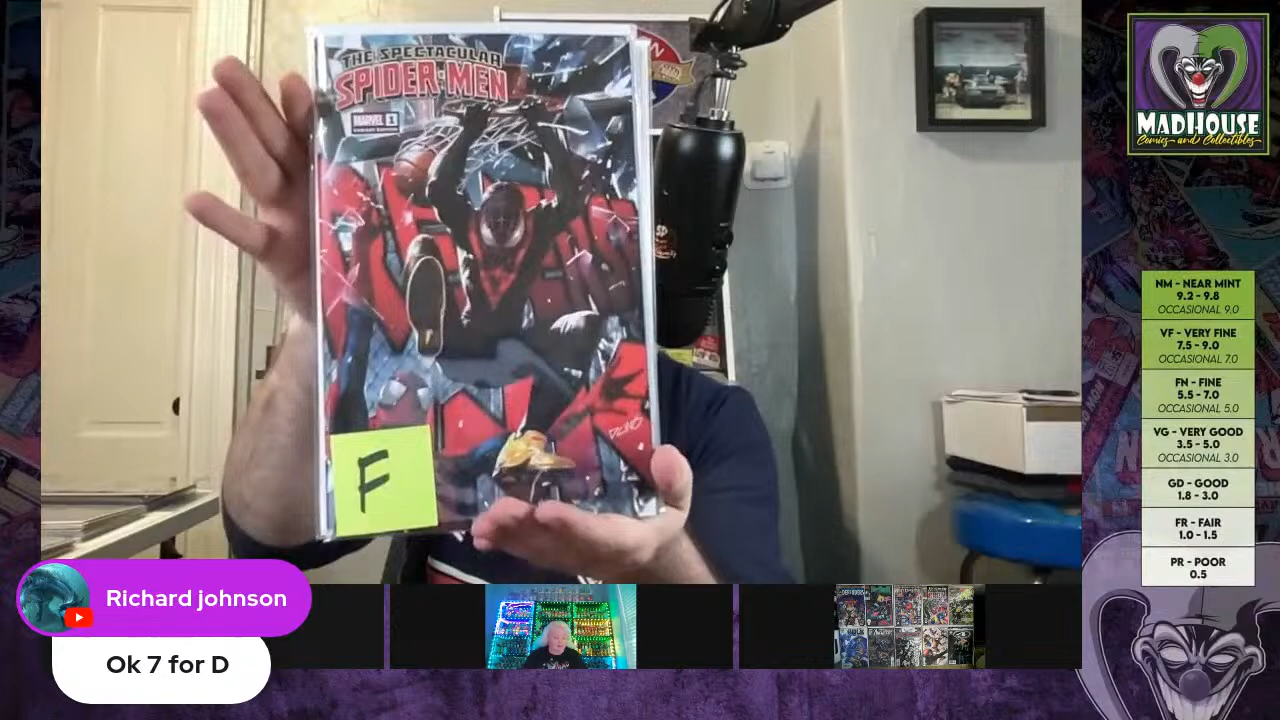 THE SPECTACULAR
SPIDER-MEN
MARVEL 1
VARIANT EDITION
F
MADHOUSE
Comics and Collectibles
NM - NEAR MINT
9.2 - 9.8
OCCASIONAL 9.0
VF - VERY FINE
7.5 - 9.0
OCCASIONAL 7.0
FN - FINE
5.5 - 7.0
OCCASIONAL 5.0
VG - VERY GOOD
3.5 - 5.0
OCCASIONAL 3.0
GD - GOOD
1.8 - 3.0
FR - FAIR
1.0 - 1.5
PR - POOR
0.5
Richard johnson
Ok 7 for D